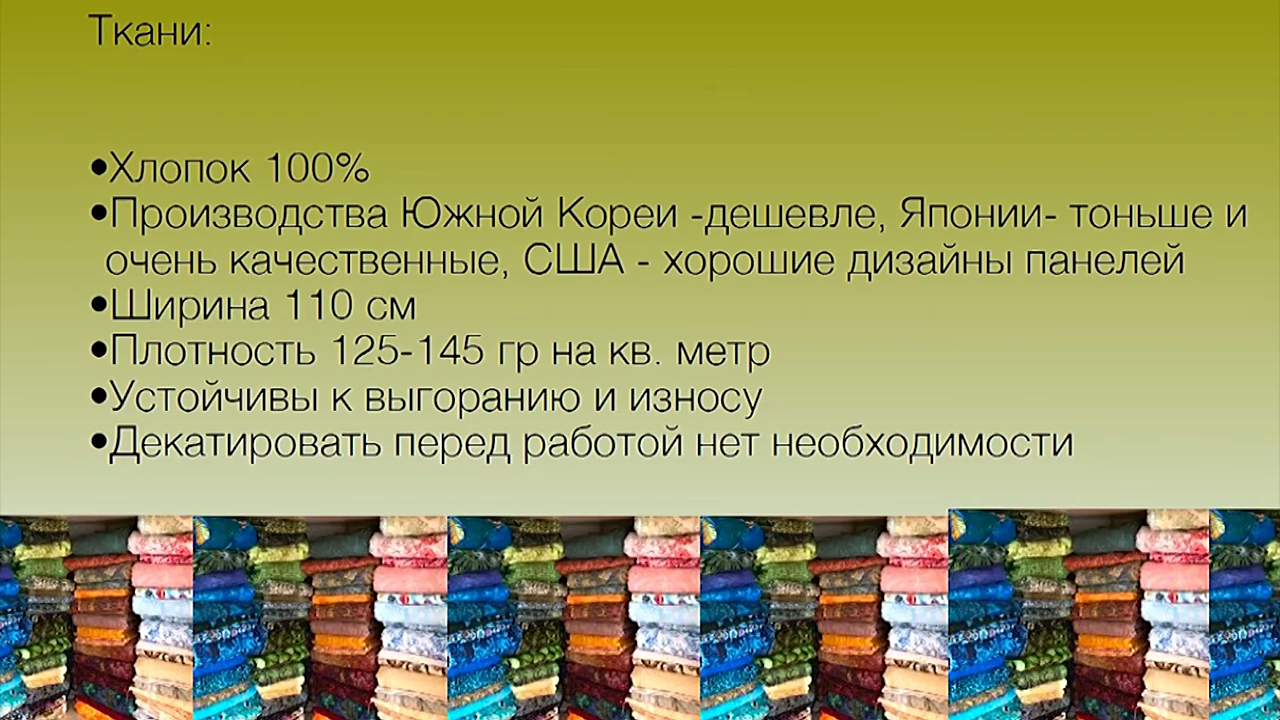 Ткани:
•Хлопок 100%
•Производства Южной Кореи -дешевле, Японии- тоньше и
очень качественные, США - хорошие дизайны панелей
•Ширина 110 см
•Плотность 125-145 гр на кв. метр
•Устойчивы к выгоранию и износу
•Декатировать перед работой нет необходимости